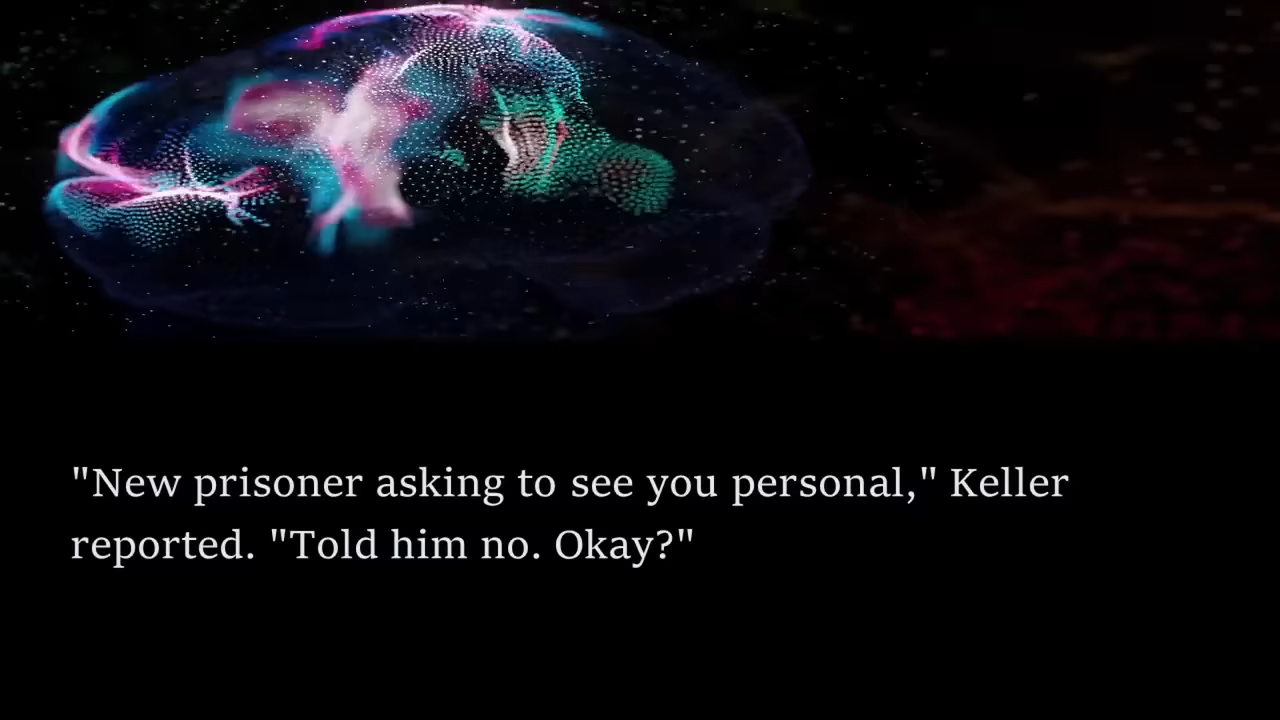 "New prisoner asking to see you personal," Keller
reported. "Told him no. Okay?"